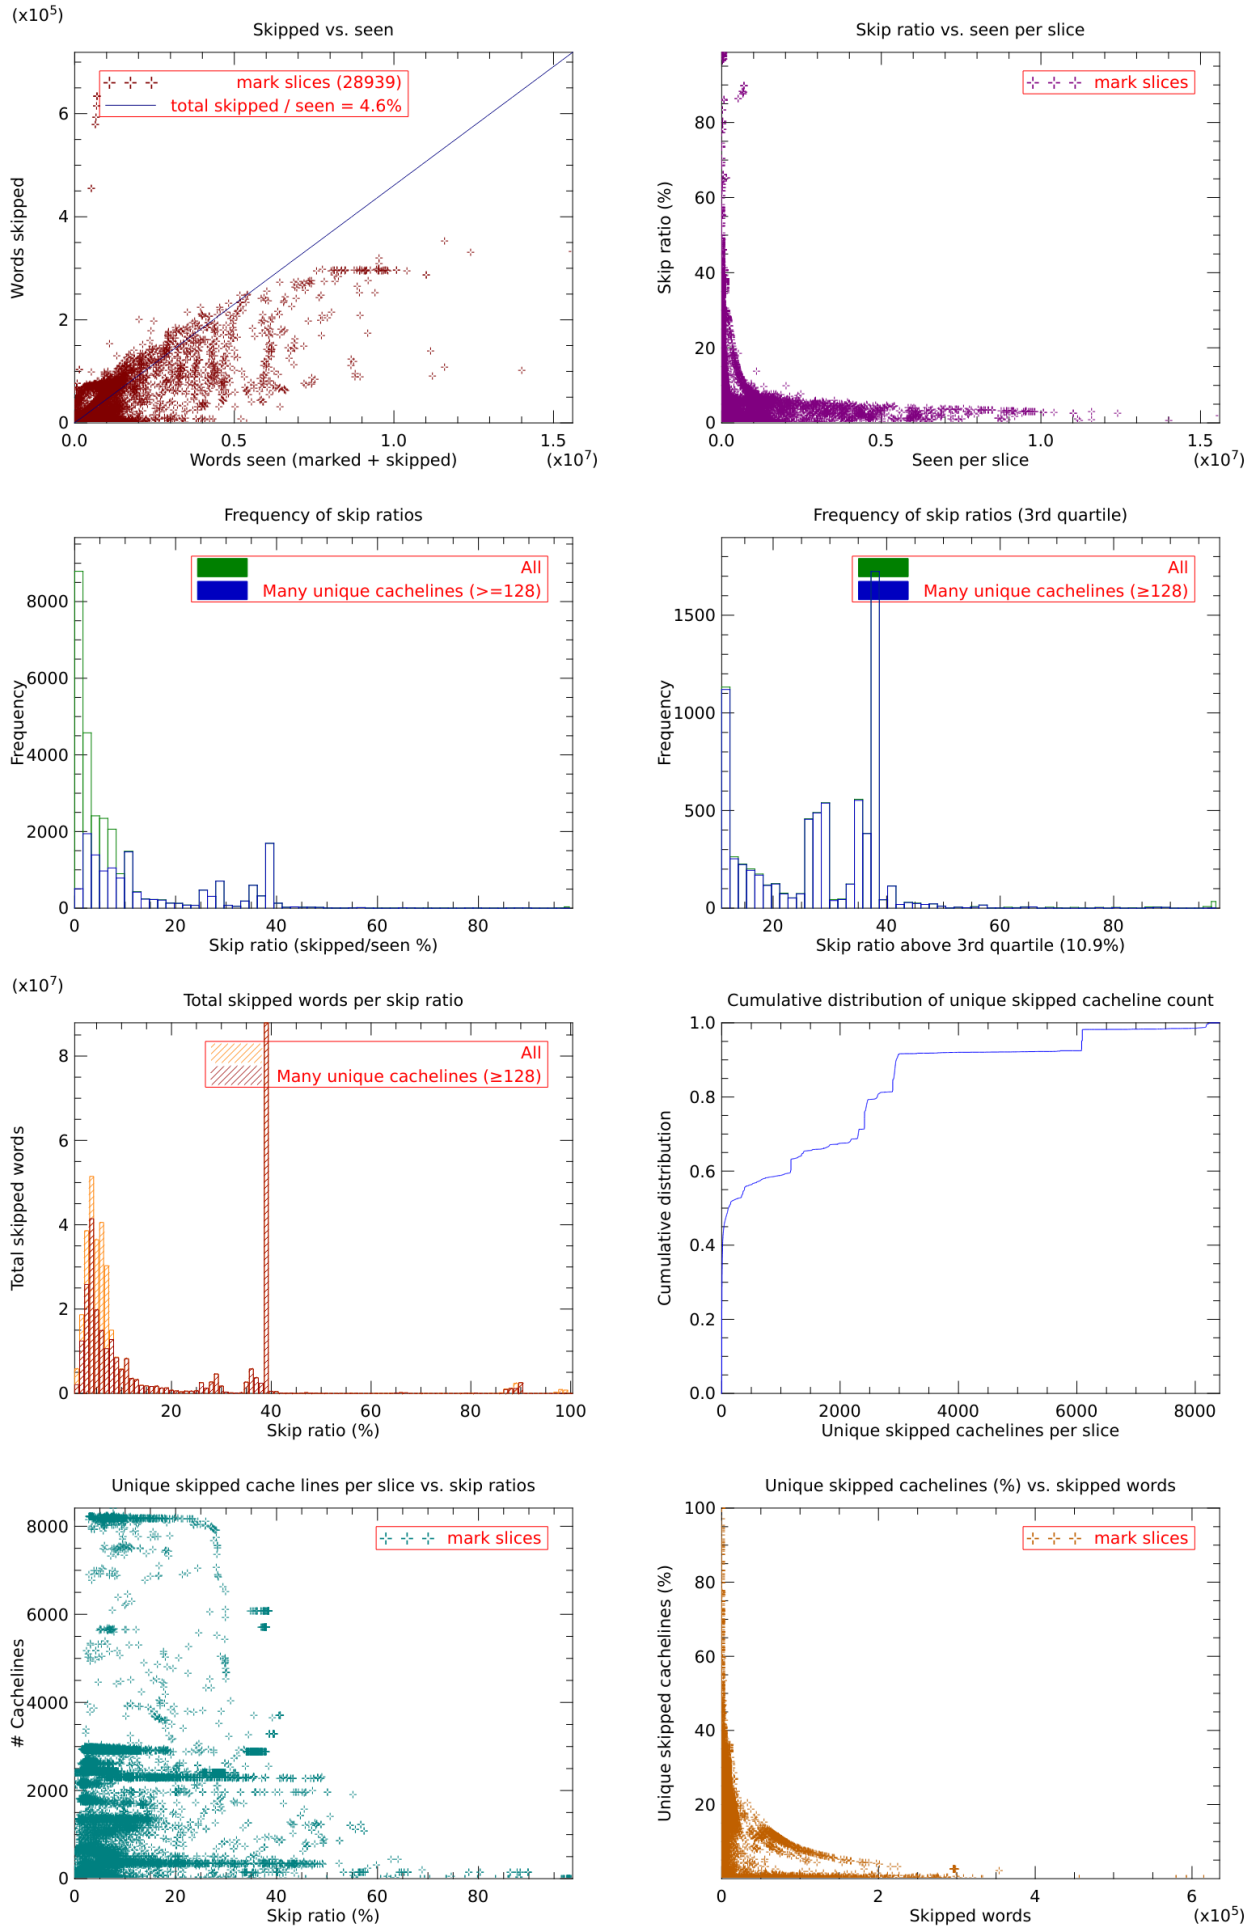 (x10⁵)
Skipped vs. seen
mark slices (28939)
total skipped / seen = 4.6%
Words skipped
6
4
2
0
0.0 0.5 1.0 1.5
Words seen (marked + skipped)
(x10⁷)
Skip ratio vs. seen per slice
mark slices
Skip ratio (%)
80
60
40
20
0
0.0 0.5 1.0 1.5
Seen per slice
(x10⁷)
Frequency of skip ratios
All
Many unique cachelines (>=128)
Frequency
8000
6000
4000
2000
0
0 20 40 60 80
Skip ratio (skipped/seen %)
Frequency of skip ratios (3rd quartile)
All
Many unique cachelines (≥128)
Frequency
1500
1000
500
0
20 40 60 80
Skip ratio above 3rd quartile (10.9%)
(x10⁷)
Total skipped words per skip ratio
All
Many unique cachelines (≥128)
Total skipped words
8
6
4
2
0
20 40 60 80 100
Skip ratio (%)
Cumulative distribution of unique skipped cacheline count
Cumulative distribution
1.0
0.8
0.6
0.4
0.2
0.0
0 2000 4000 6000 8000
Unique skipped cachelines per slice
Unique skipped cache lines per slice vs. skip ratios
mark slices
# Cachelines
8000
6000
4000
2000
0
0 20 40 60 80
Skip ratio (%)
Unique skipped cachelines (%) vs. skipped words
mark slices
Unique skipped cachelines (%)
100
80
60
40
20
0 2 4 6
Skipped words
(x10⁵)